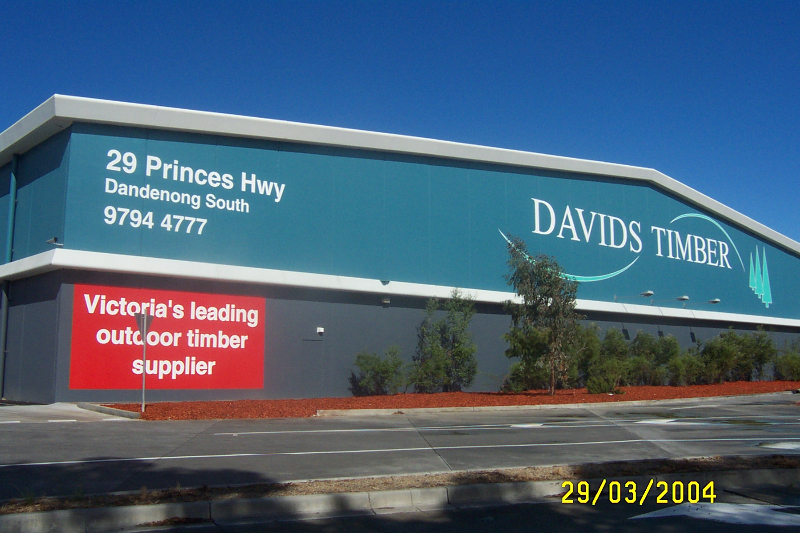 29 Princes Hwy
Dandenong South
9794 4777
DAVIDS TIMBER
Victoria's leading
outdoor timber
supplier
29/03/2004